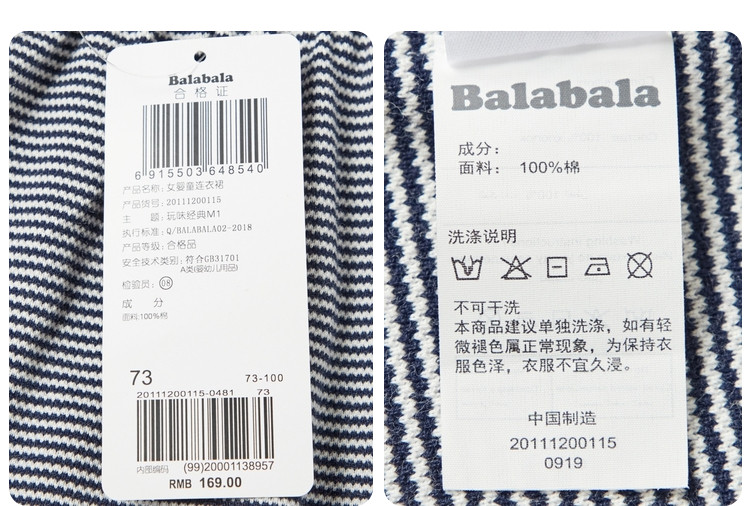 Balabala
合格证
6 915503 648540
产品名称:女婴童连衣裙
产品货号:20111200115
主 题:玩味经典M1
执行标准:Q/BALABALA02-2018
产品等级:合格品
安全技术类别:符合GB31701
A类(婴幼儿用品)
检验员:08
成 分
面料:100%棉
73 73-100
20111200115-0481 73
内部编码 (99)20001138957
RMB 169.00
Balabala
成分:
面料: 100%棉
洗涤说明
不可干洗
本商品建议单独洗涤，如有轻
微褪色属正常现象，为保持衣
服色泽，衣服不宜久浸。
中国制造
20111200115
0919